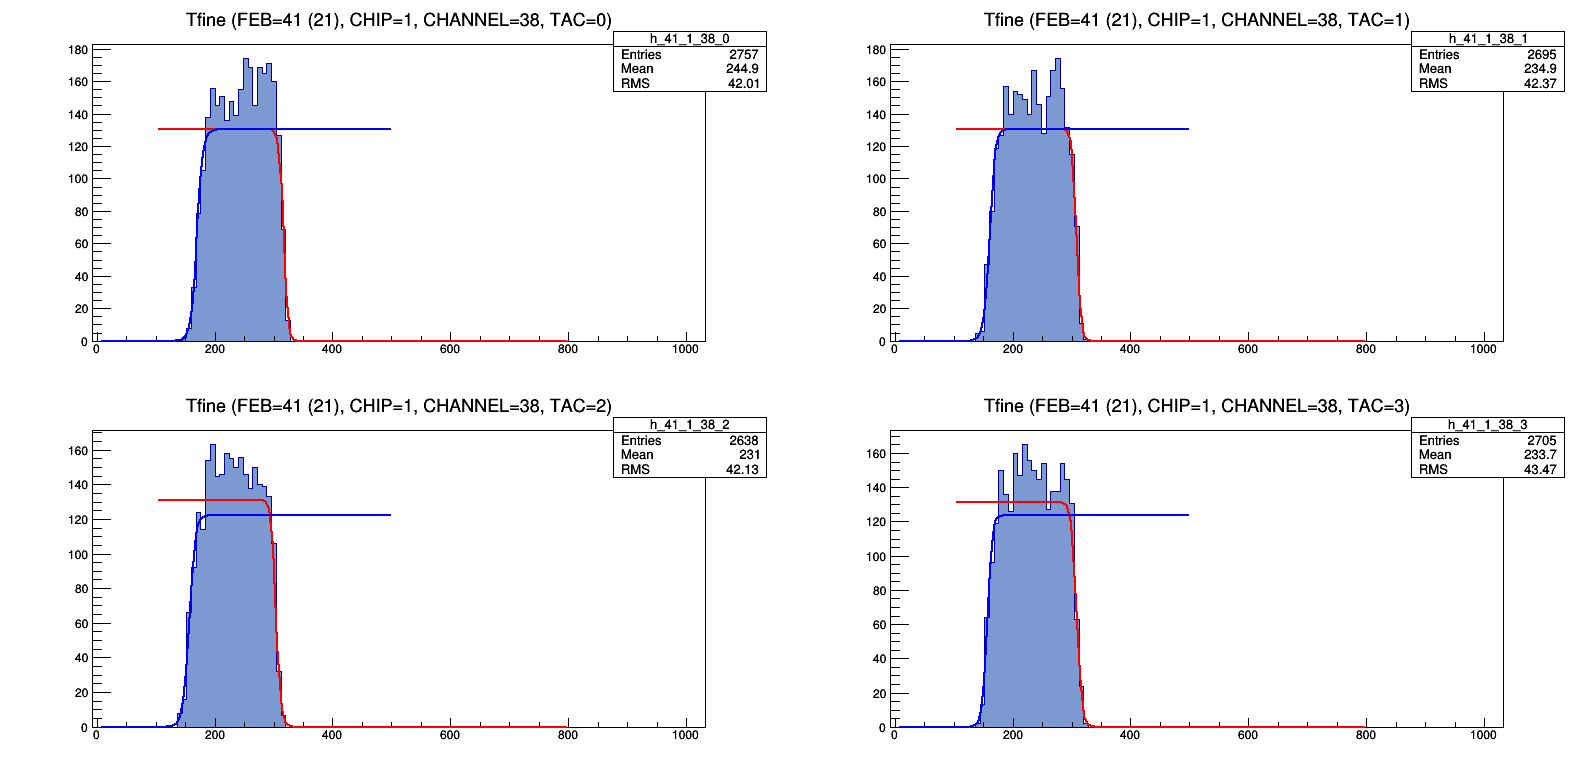 Tfine (FEB=41 (21), CHIP=1, CHANNEL=38, TAC=0)
h_41_1_38_0
Entries 2757
Mean 244.9
RMS 42.01
180
160
140
120
100
80
60
40
20
0
0 200 400 600 800 1000
Tfine (FEB=41 (21), CHIP=1, CHANNEL=38, TAC=1)
h_41_1_38_1
Entries 2695
Mean 234.9
RMS 42.37
180
160
140
120
100
80
60
40
20
0
0 200 400 600 800 1000
Tfine (FEB=41 (21), CHIP=1, CHANNEL=38, TAC=2)
h_41_1_38_2
Entries 2638
Mean 231
RMS 42.13
160
140
120
100
80
60
40
20
0
0 200 400 600 800 1000
Tfine (FEB=41 (21), CHIP=1, CHANNEL=38, TAC=3)
h_41_1_38_3
Entries 2705
Mean 233.7
RMS 43.47
160
140
120
100
80
60
40
20
0
0 200 400 600 800 1000